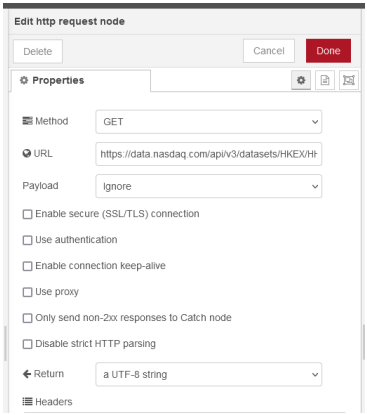 Edit http request node
Delete Cancel Done
Properties
Method GET
URL https://data.nasdaq.com/api/v3/datasets/HKEX/HI
Payload Ignore
Enable secure (SSL/TLS) connection
Use authentication
Enable connection keep-alive
Use proxy
Only send non-2xx responses to Catch node
Disable strict HTTP parsing
Return a UTF-8 string
Headers